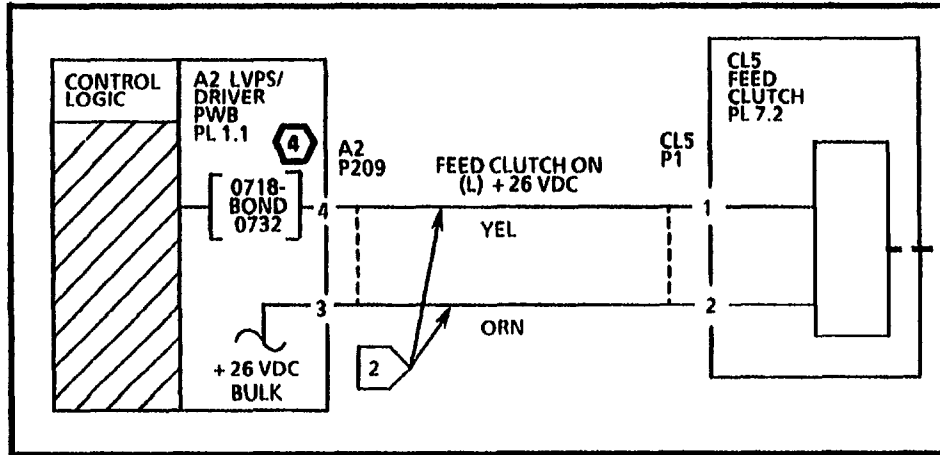 CONTROL
LOGIC
A2 LVPS/
DRIVER
PWB
PL 1.1
4
A2
P209
0718-
BOND
0732
4
FEED CLUTCH ON
(L) + 26 VDC
YEL
CL5
P1
1
CL5
FEED
CLUTCH
PL 7.2
3
ORN
2
+ 26 VDC
BULK
2